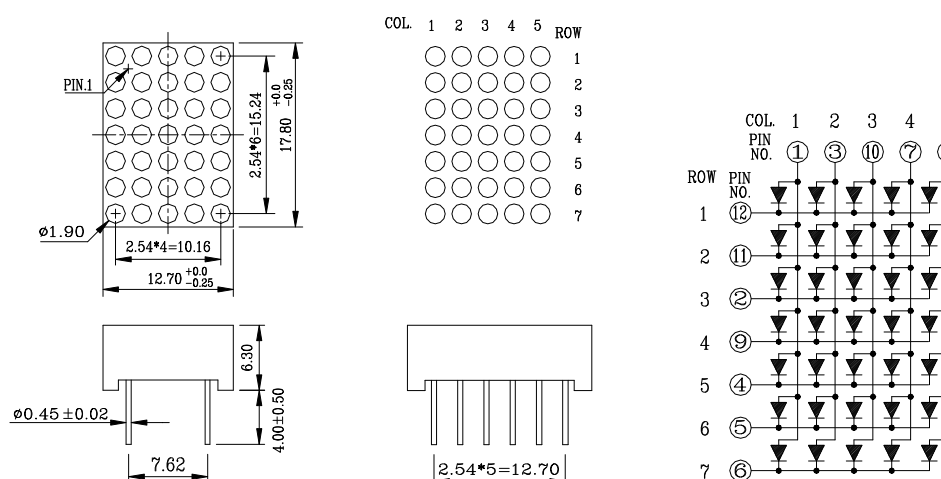 PIN.1
2.54*6=15.24
17.80 +0.0 -0.25
ø1.90
2.54*4=10.16
12.70 +0.0 -0.25
COL. 1 2 3 4 5 ROW
1
2
3
4
5
6
7
6.30
4.00±0.50
ø0.45±0.02
7.62
2.54*5=12.70
COL. 1 2 3 4
PIN NO. 1 3 10 7
ROW PIN NO.
1 12
2 11
3 2
4 9
5 4
6 5
7 6